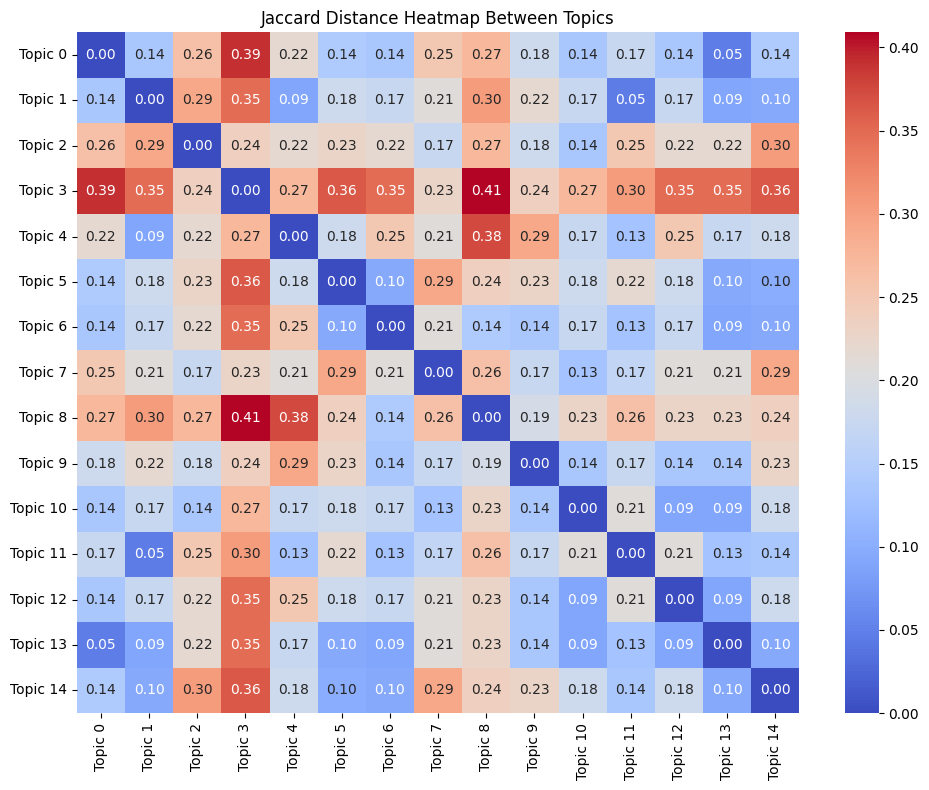 Jaccard Distance Heatmap Between Topics
Topic 0 0.00 0.14 0.26 0.39 0.22 0.14 0.14 0.25 0.27 0.18 0.14 0.17 0.14 0.05 0.14
Topic 1 0.14 0.00 0.29 0.35 0.09 0.18 0.17 0.21 0.30 0.22 0.17 0.05 0.17 0.09 0.10
Topic 2 0.26 0.29 0.00 0.24 0.22 0.23 0.22 0.17 0.27 0.18 0.14 0.25 0.22 0.22 0.30
Topic 3 0.39 0.35 0.24 0.00 0.27 0.36 0.35 0.23 0.41 0.24 0.27 0.30 0.35 0.35 0.36
Topic 4 0.22 0.09 0.22 0.27 0.00 0.18 0.25 0.21 0.38 0.29 0.17 0.13 0.25 0.17 0.18
Topic 5 0.14 0.18 0.23 0.36 0.18 0.00 0.10 0.29 0.24 0.23 0.18 0.22 0.18 0.10 0.10
Topic 6 0.14 0.17 0.22 0.35 0.25 0.10 0.00 0.21 0.14 0.14 0.17 0.13 0.17 0.09 0.10
Topic 7 0.25 0.21 0.17 0.23 0.21 0.29 0.21 0.00 0.26 0.17 0.13 0.17 0.21 0.21 0.29
Topic 8 0.27 0.30 0.27 0.41 0.38 0.24 0.14 0.26 0.00 0.19 0.23 0.26 0.23 0.23 0.24
Topic 9 0.18 0.22 0.18 0.24 0.29 0.23 0.14 0.17 0.19 0.00 0.14 0.17 0.14 0.14 0.23
Topic 10 0.14 0.17 0.14 0.27 0.17 0.18 0.17 0.13 0.23 0.14 0.00 0.21 0.09 0.09 0.18
Topic 11 0.17 0.05 0.25 0.30 0.13 0.22 0.13 0.17 0.26 0.17 0.21 0.00 0.21 0.13 0.14
Topic 12 0.14 0.17 0.22 0.35 0.25 0.18 0.17 0.21 0.23 0.14 0.09 0.21 0.00 0.09 0.18
Topic 13 0.05 0.09 0.22 0.35 0.17 0.10 0.09 0.21 0.23 0.14 0.09 0.13 0.09 0.00 0.10
Topic 14 0.14 0.10 0.30 0.36 0.18 0.10 0.10 0.29 0.24 0.23 0.18 0.14 0.18 0.10 0.00
Topic 0 Topic 1 Topic 2 Topic 3 Topic 4 Topic 5 Topic 6 Topic 7 Topic 8 Topic 9 Topic 10 Topic 11 Topic 12 Topic 13 Topic 14
0.40
0.35
0.30
0.25
0.20
0.15
0.10
0.05
0.00